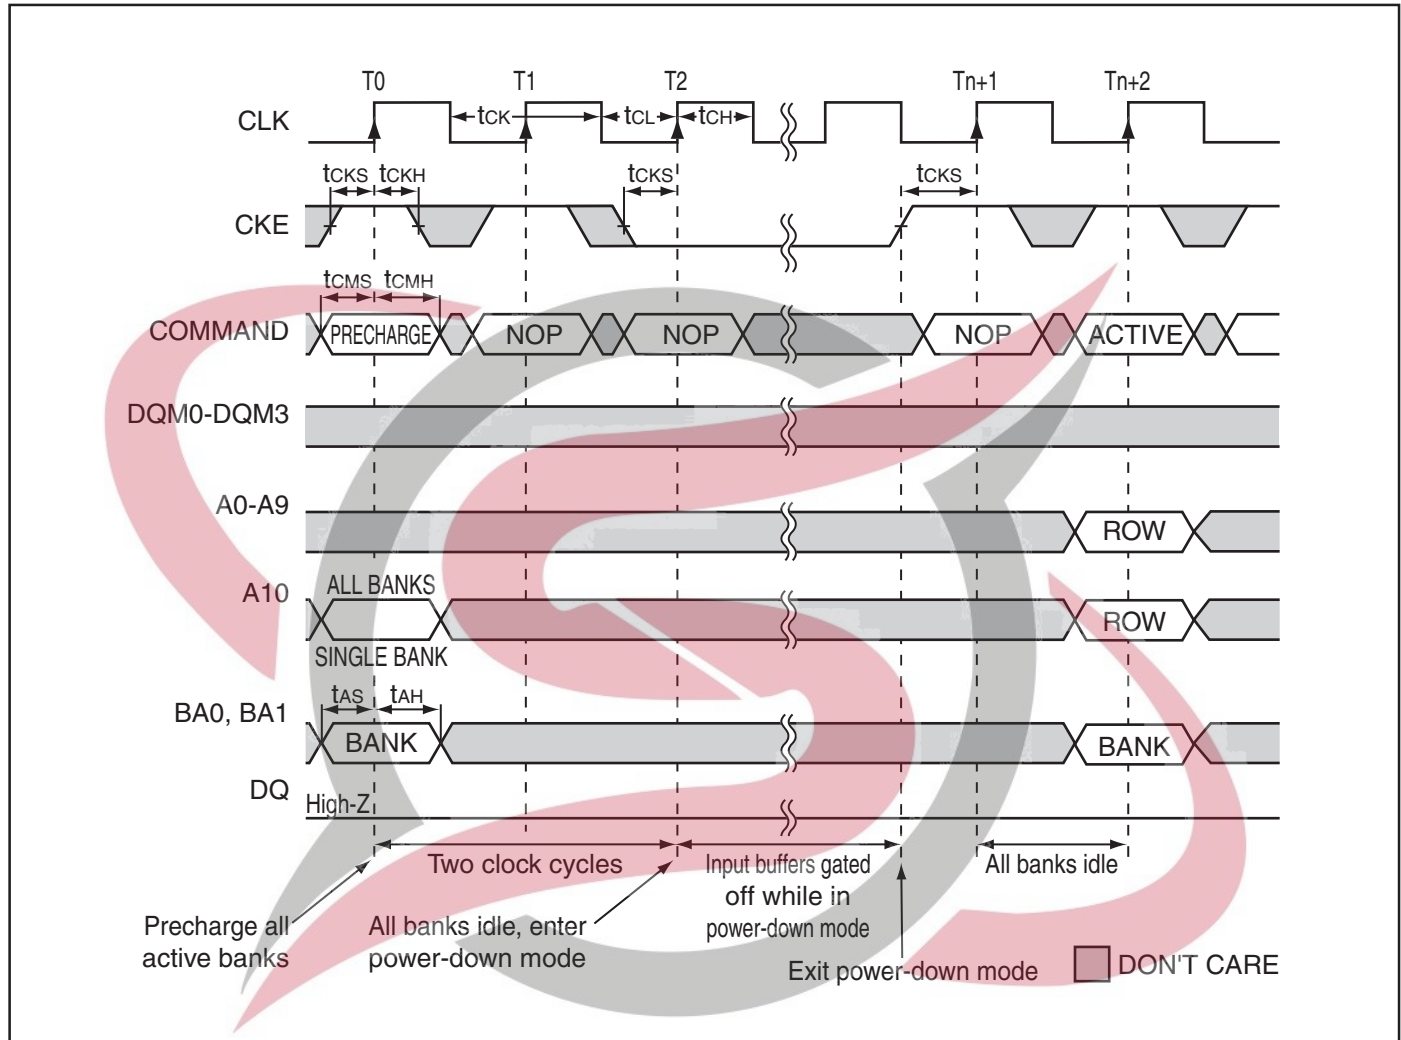 T0 T1 T2 Tn+1 Tn+2
CLK tCK tCL tCH
tCKS tCKH tCKS tCKS
CKE
tCMS tCMH
COMMAND PRECHARGE NOP NOP NOP ACTIVE
DQM0-DQM3
A0-A9 ROW
A10 ALL BANKS ROW
SINGLE BANK
tAS tAH
BA0, BA1 BANK BANK
DQ High-Z
Two clock cycles
Input buffers gated
off while in
power-down mode
All banks idle
Precharge all
active banks
All banks idle, enter
power-down mode
Exit power-down mode
DON'T CARE